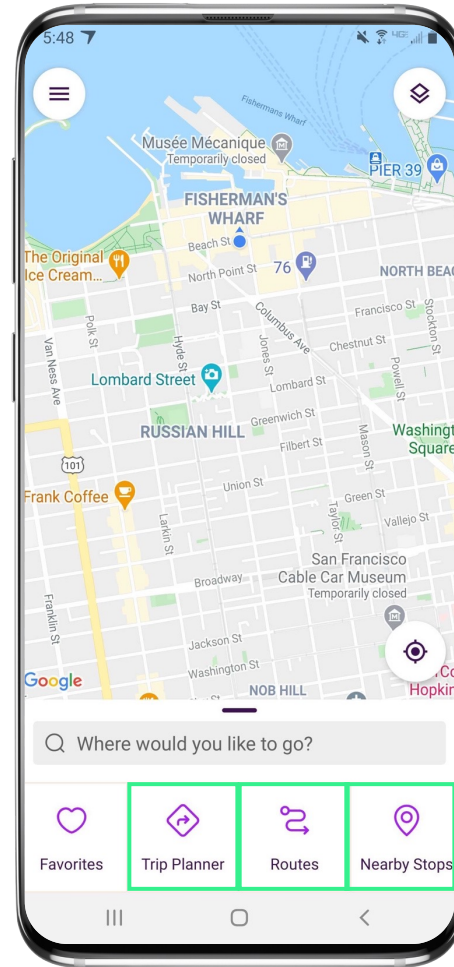 5:48
4GE
Fishermans Wharf
Musée Mécanique
Temporarily closed
PIER 39
FISHERMAN'S
WHARF
Beach St
The Original
Ice Cream...
North Point St
76
NORTH BEAC
Bay St
Columbus Ave
Francisco St
Stockton St
Polk St
Hyde St
Jones St
Chestnut St
Van Ness Ave
Powell St
Lombard Street
Lombard St
RUSSIAN HILL
Greenwich St
Mason St
Washingt
Square
Filbert St
101
Union St
Frank Coffee
Green St
Taylor St
Larkin St
Vallejo St
San Francisco
Cable Car Museum
Temporarily closed
Broadway
Franklin St
Jackson St
Washington St
Google
NOB HILL
Hopkin
Where would you like to go?
Favorites
Trip Planner
Routes
Nearby Stops